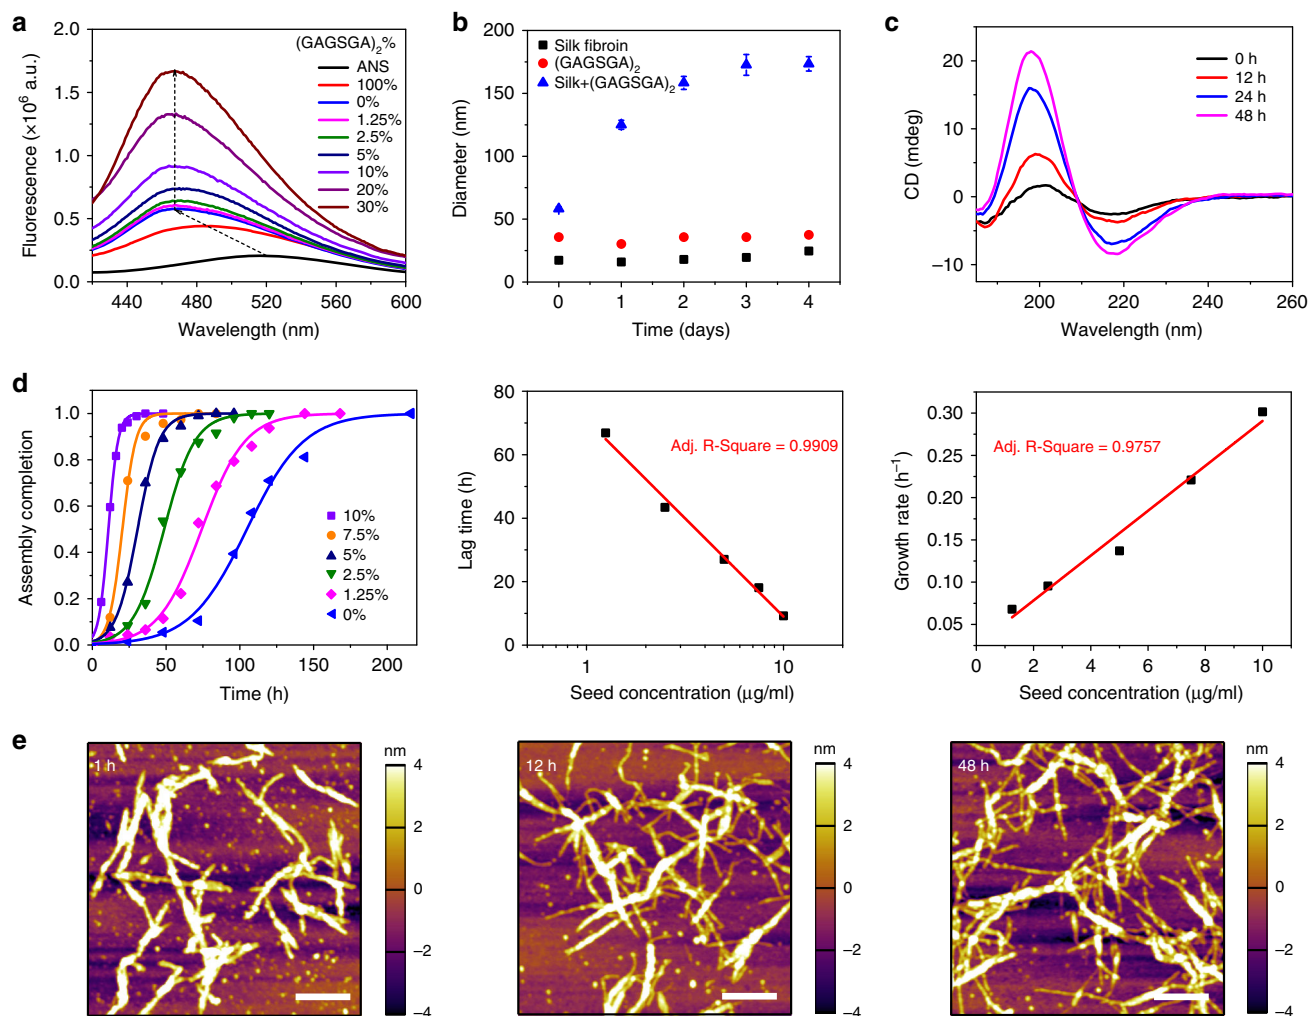 a
2.0
1.5
1.0
0.5
0.0
Fluorescence (×10⁶ a.u.)
440
480
520
560
600
Wavelength (nm)
(GAGSGA)₂%
ANS
100%
0%
1.25%
2.5%
5%
10%
20%
30%
b
200
150
100
50
0
Diameter (nm)
0
1
2
3
4
Time (days)
Silk fibroin
(GAGSGA)₂
Silk+(GAGSGA)₂
c
20
10
0
−10
CD (mdeg)
200
220
240
260
Wavelength (nm)
0 h
12 h
24 h
48 h
d
1.0
0.8
0.6
0.4
0.2
0.0
Assembly completion
0
50
100
150
200
Time (h)
10%
7.5%
5%
2.5%
1.25%
0%
80
60
40
20
0
Lag time (h)
Adj. R-Square = 0.9909
1
10
Seed concentration (μg/ml)
0.30
0.25
0.20
0.15
0.10
0.05
Growth rate (h⁻¹)
Adj. R-Square = 0.9757
0
2
4
6
8
10
Seed concentration (μg/ml)
e
1 h
nm
4
2
0
−2
−4
12 h
nm
4
2
0
−2
−4
48 h
nm
4
2
0
−2
−4